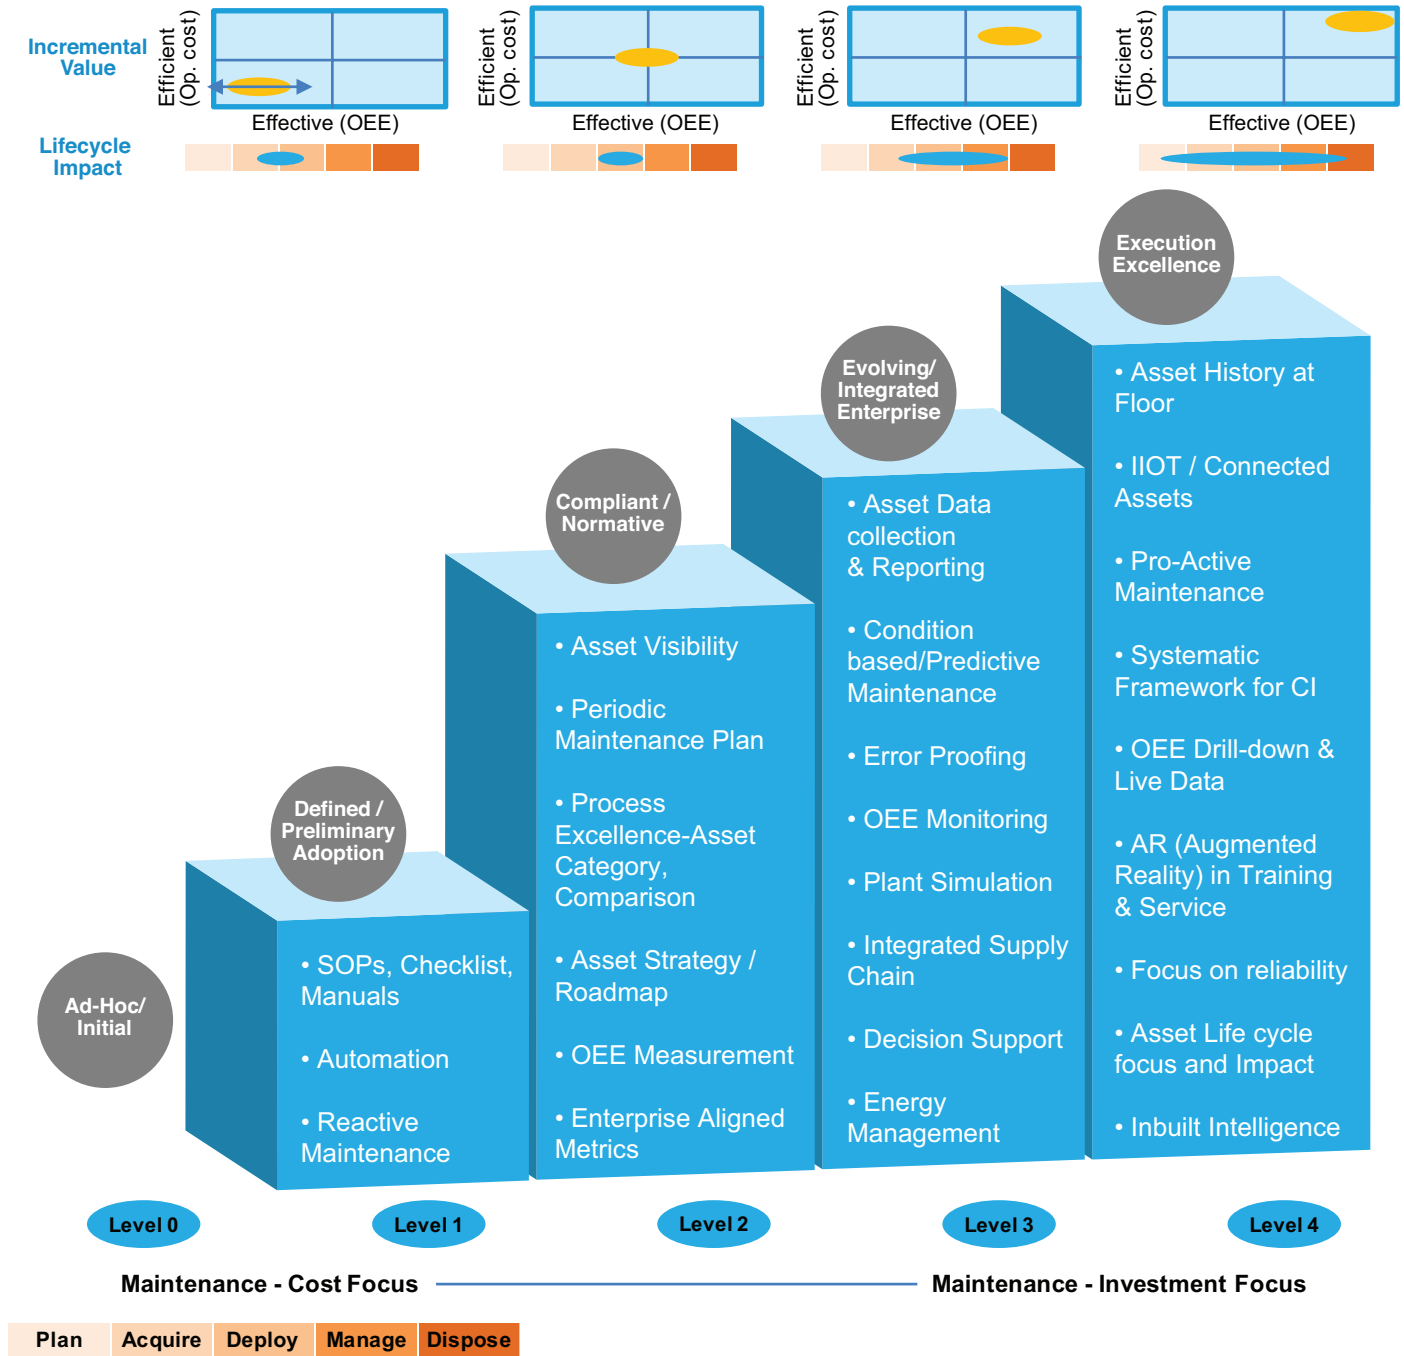 Incremental
Value
Efficient
(Op. cost)
Effective (OEE)
Efficient
(Op. cost)
Effective (OEE)
Efficient
(Op. cost)
Effective (OEE)
Efficient
(Op. cost)
Effective (OEE)
Lifecycle
Impact
Ad-Hoc/
Initial
Defined /
Preliminary
Adoption
• SOPs, Checklist,
Manuals
• Automation
• Reactive
Maintenance
Compliant /
Normative
• Asset Visibility
• Periodic
Maintenance Plan
• Process
Excellence-Asset
Category,
Comparison
• Asset Strategy /
Roadmap
• OEE Measurement
• Enterprise Aligned
Metrics
Evolving/
Integrated
Enterprise
• Asset Data
collection
& Reporting
• Condition
based/Predictive
Maintenance
• Error Proofing
• OEE Monitoring
• Plant Simulation
• Integrated Supply
Chain
• Decision Support
• Energy
Management
Execution
Excellence
• Asset History at
Floor
• IIOT / Connected
Assets
• Pro-Active
Maintenance
• Systematic
Framework for CI
• OEE Drill-down &
Live Data
• AR (Augmented
Reality) in Training
& Service
• Focus on reliability
• Asset Life cycle
focus and Impact
• Inbuilt Intelligence
Level 0
Level 1
Level 2
Level 3
Level 4
Maintenance - Cost Focus
Maintenance - Investment Focus
Plan
Acquire
Deploy
Manage
Dispose